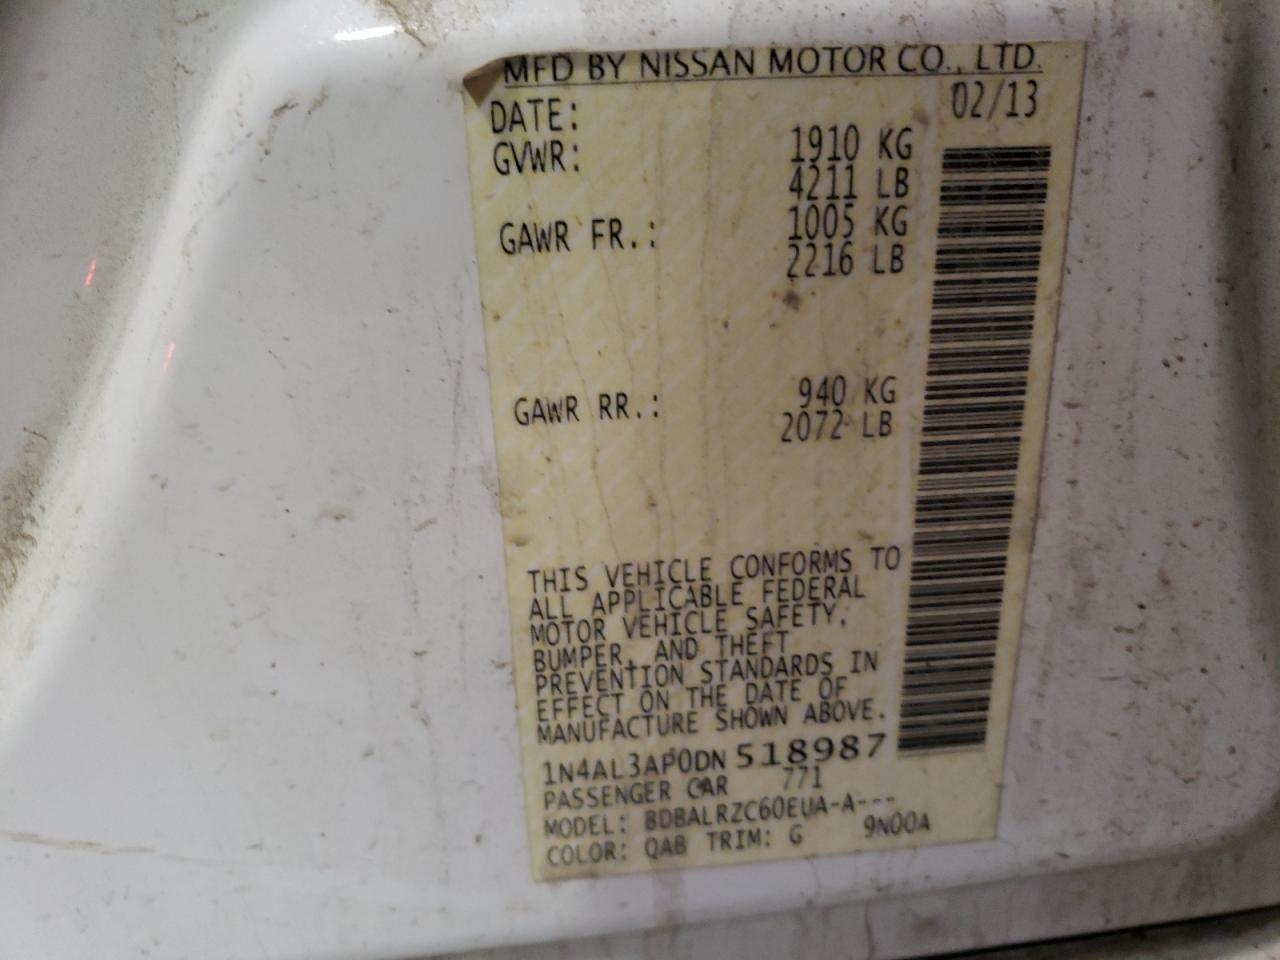 MFD BY NISSAN MOTOR CO., LTD.
DATE: 02/13
GVWR: 1910 KG
4211 LB
GAWR FR.: 1005 KG
2216 LB
GAWR RR.: 940 KG
2072 LB
THIS VEHICLE CONFORMS TO
ALL APPLICABLE FEDERAL
MOTOR VEHICLE SAFETY,
BUMPER, AND THEFT
PREVENTION STANDARDS IN
EFFECT ON THE DATE OF
MANUFACTURE SHOWN ABOVE.
1N4AL3AP0DN518987
PASSENGER CAR 771
MODEL: BDBALRZC60EUA-A---
COLOR: QAB TRIM: G 9N00A